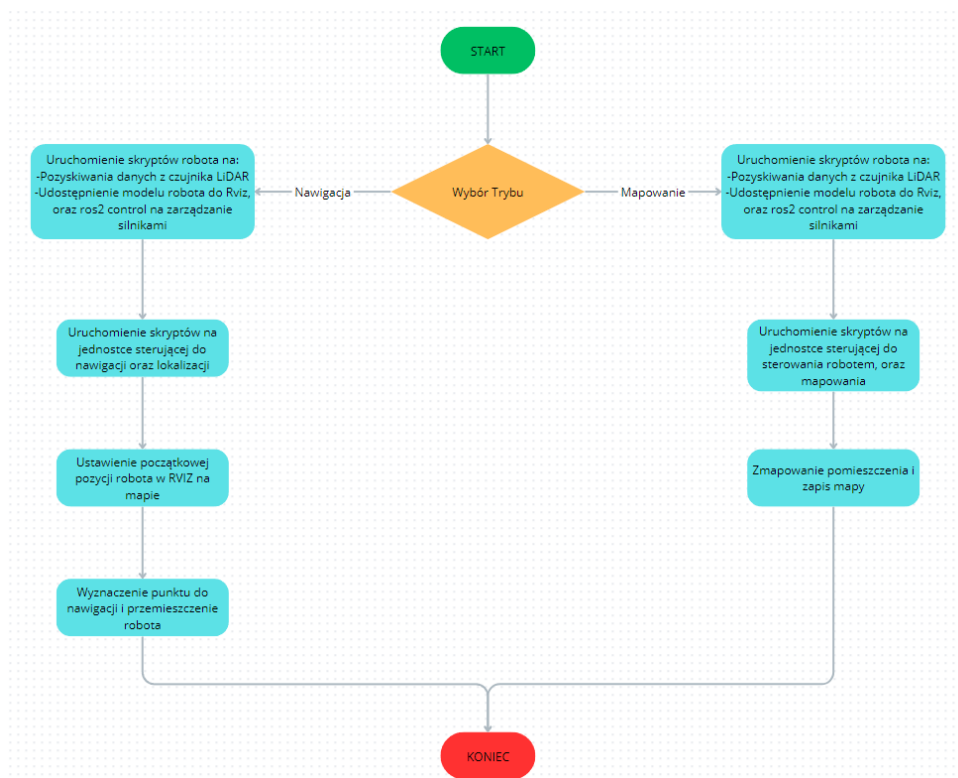 START
Uruchomienie skryptów robota na:
-Pozyskiwania danych z czujnika LiDAR
-Udostępnienie modelu robota do Rviz,
oraz ros2 control na zarządzanie
silnikami
Nawigacja
Wybór Trybu
Mapowanie
Uruchomienie skryptów robota na:
-Pozyskiwania danych z czujnika LiDAR
-Udostępnienie modelu robota do Rviz,
oraz ros2 control na zarządzanie
silnikami
Uruchomienie skryptów na
jednostce sterującej do
nawigacji oraz lokalizacji
Uruchomienie skryptów na
jednostce sterującej do
sterowania robotem, oraz
mapowania
Ustawienie początkowej
pozycji robota w RVIZ na
mapie
Zmapowanie pomieszczenia i
zapis mapy
Wyznaczenie punktu do
nawigacji i przemieszczenie
robota
KONIEC